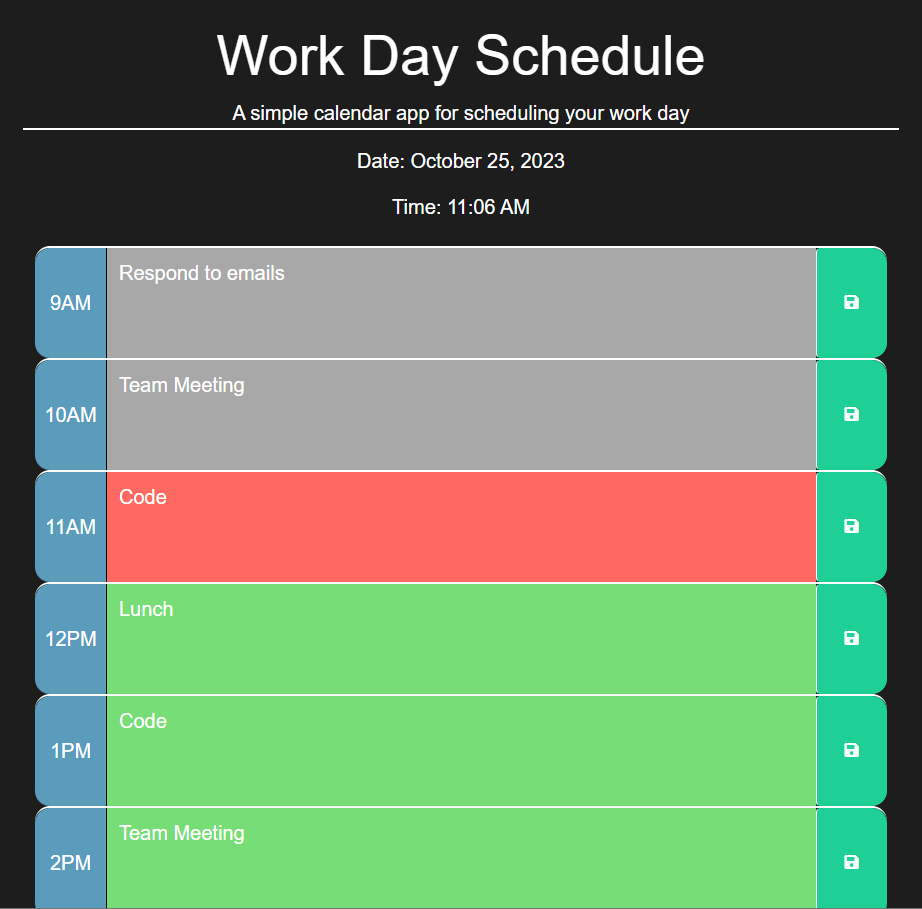 Work Day Schedule
A simple calendar app for scheduling your work day
Date: October 25, 2023
Time: 11:06 AM
9AM
Respond to emails
10AM
Team Meeting
11AM
Code
12PM
Lunch
1PM
Code
2PM
Team Meeting